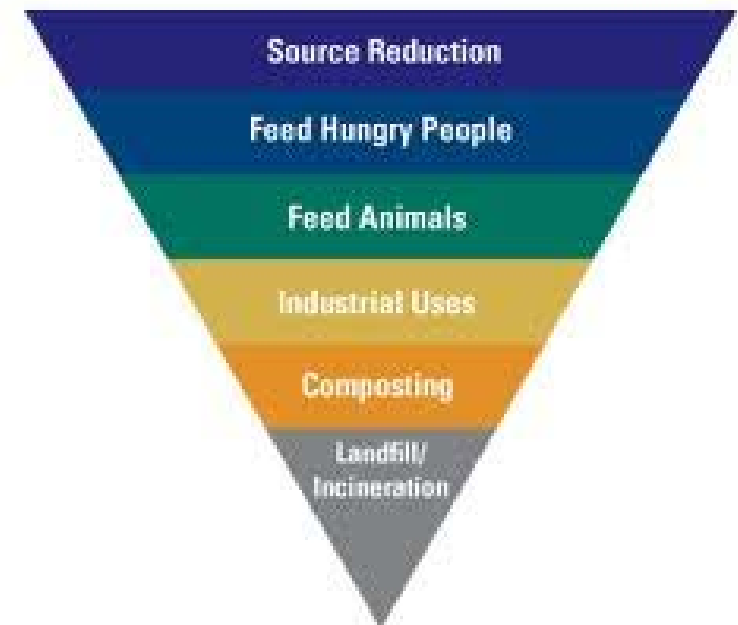 Source Reduction
Feed Hungry People
Feed Animals
Industrial Uses
Composting
Landfill/
Incineration